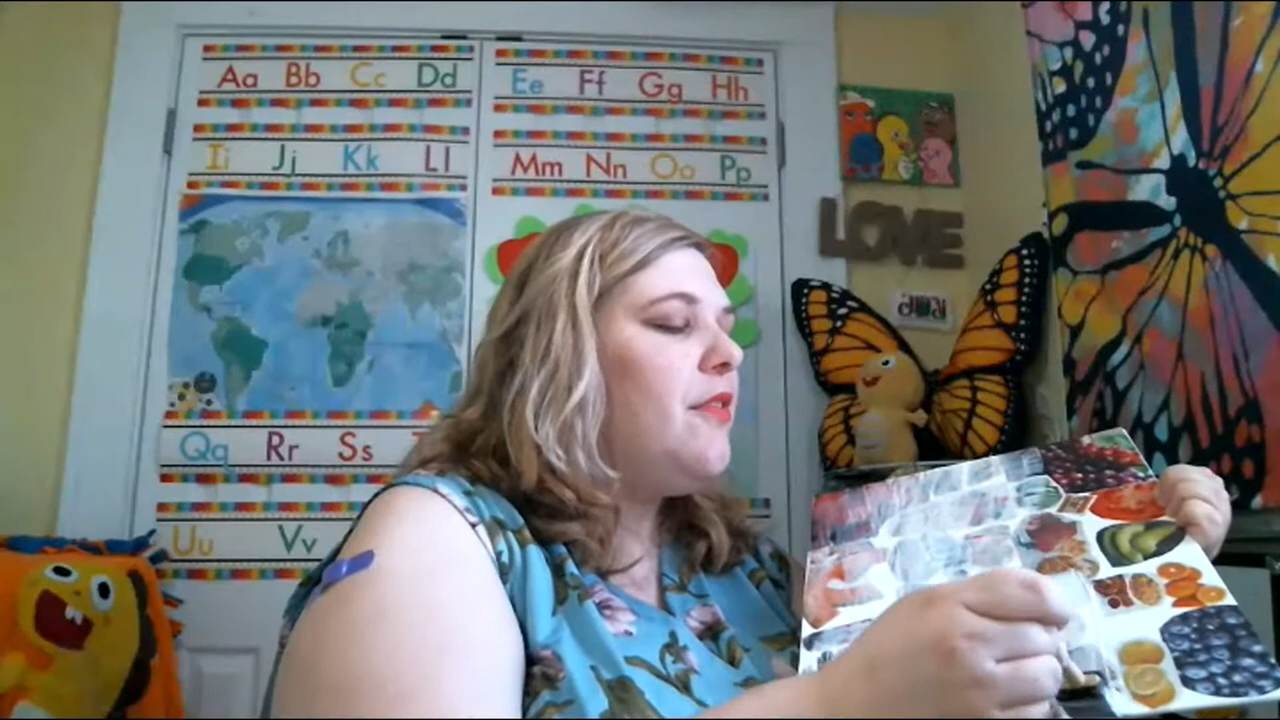 Aa Bb Cc Dd
Ee Ff Gg Hh
Ii Jj Kk Ll
Mm Nn Oo Pp
LOVE
Qq Rr Ss
Uu Vv